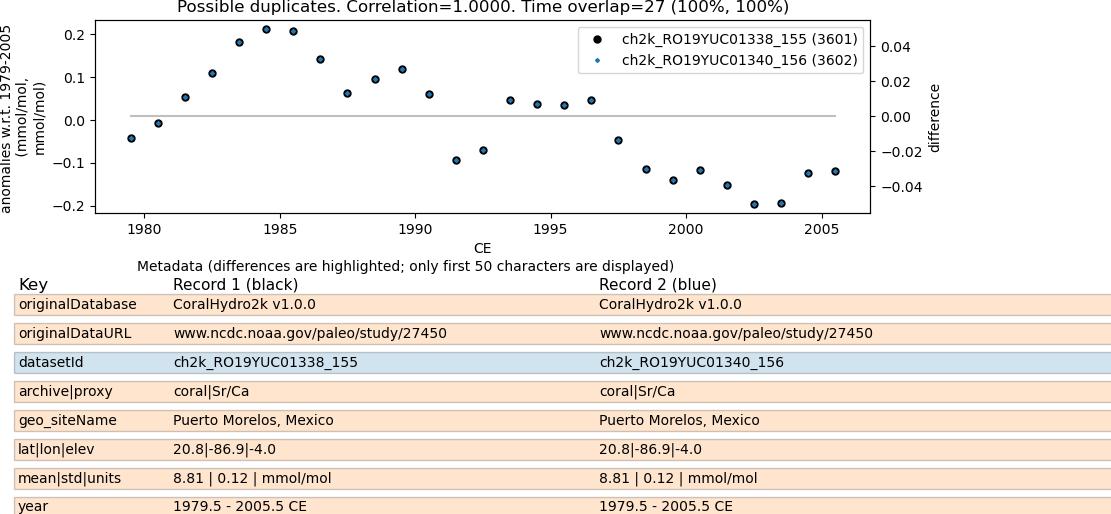 Possible duplicates. Correlation=1.0000. Time overlap=27 (100%, 100%)
anomalies w.r.t. 1979-2005
(mmol/mol,
mmol/mol)
0.2
0.1
0.0
−0.1
−0.2
ch2k_RO19YUC01338_155 (3601)
ch2k_RO19YUC01340_156 (3602)
0.04
0.02
0.00
−0.02
−0.04
difference
1980 1985 1990 1995 2000 2005
CE
Metadata (differences are highlighted; only first 50 characters are displayed)
Key Record 1 (black) Record 2 (blue)
originalDatabase CoralHydro2k v1.0.0 CoralHydro2k v1.0.0
originalDataURL www.ncdc.noaa.gov/paleo/study/27450 www.ncdc.noaa.gov/paleo/study/27450
datasetId ch2k_RO19YUC01338_155 ch2k_RO19YUC01340_156
archive|proxy coral|Sr/Ca coral|Sr/Ca
geo_siteName Puerto Morelos, Mexico Puerto Morelos, Mexico
lat|lon|elev 20.8|-86.9|-4.0 20.8|-86.9|-4.0
mean|std|units 8.81 | 0.12 | mmol/mol 8.81 | 0.12 | mmol/mol
year 1979.5 - 2005.5 CE 1979.5 - 2005.5 CE